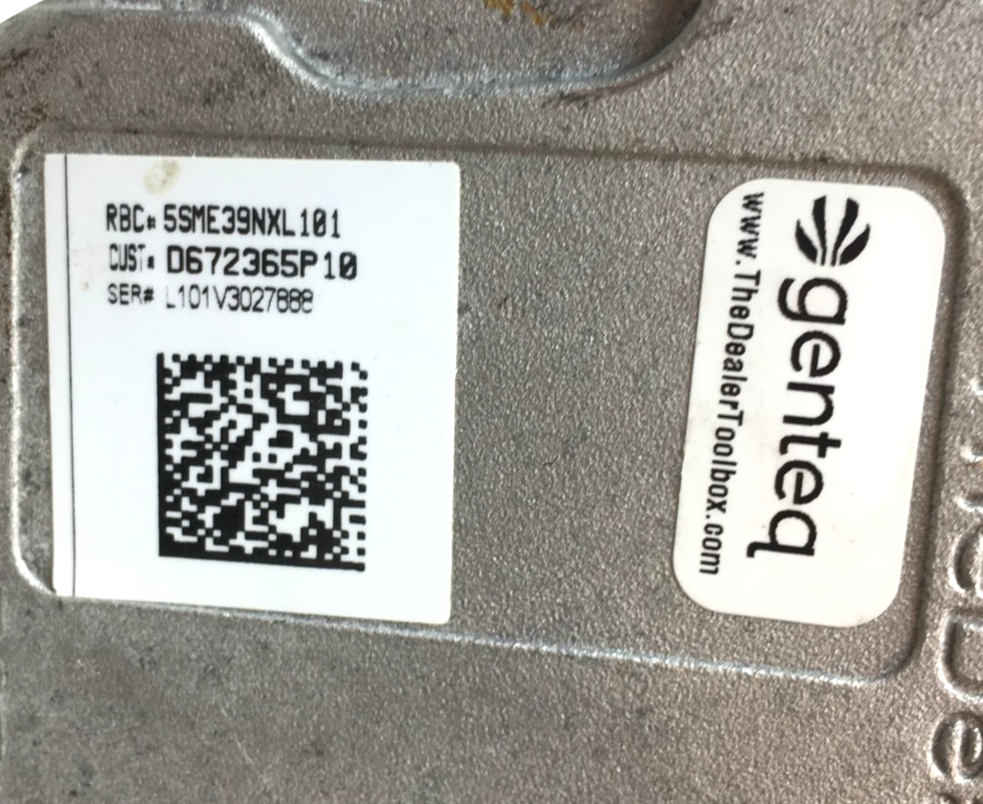 RBC# 5SME39NXL101
CUST# D672365P10
SER# L101V3027888
genteq
www.TheDealerToolbox.com